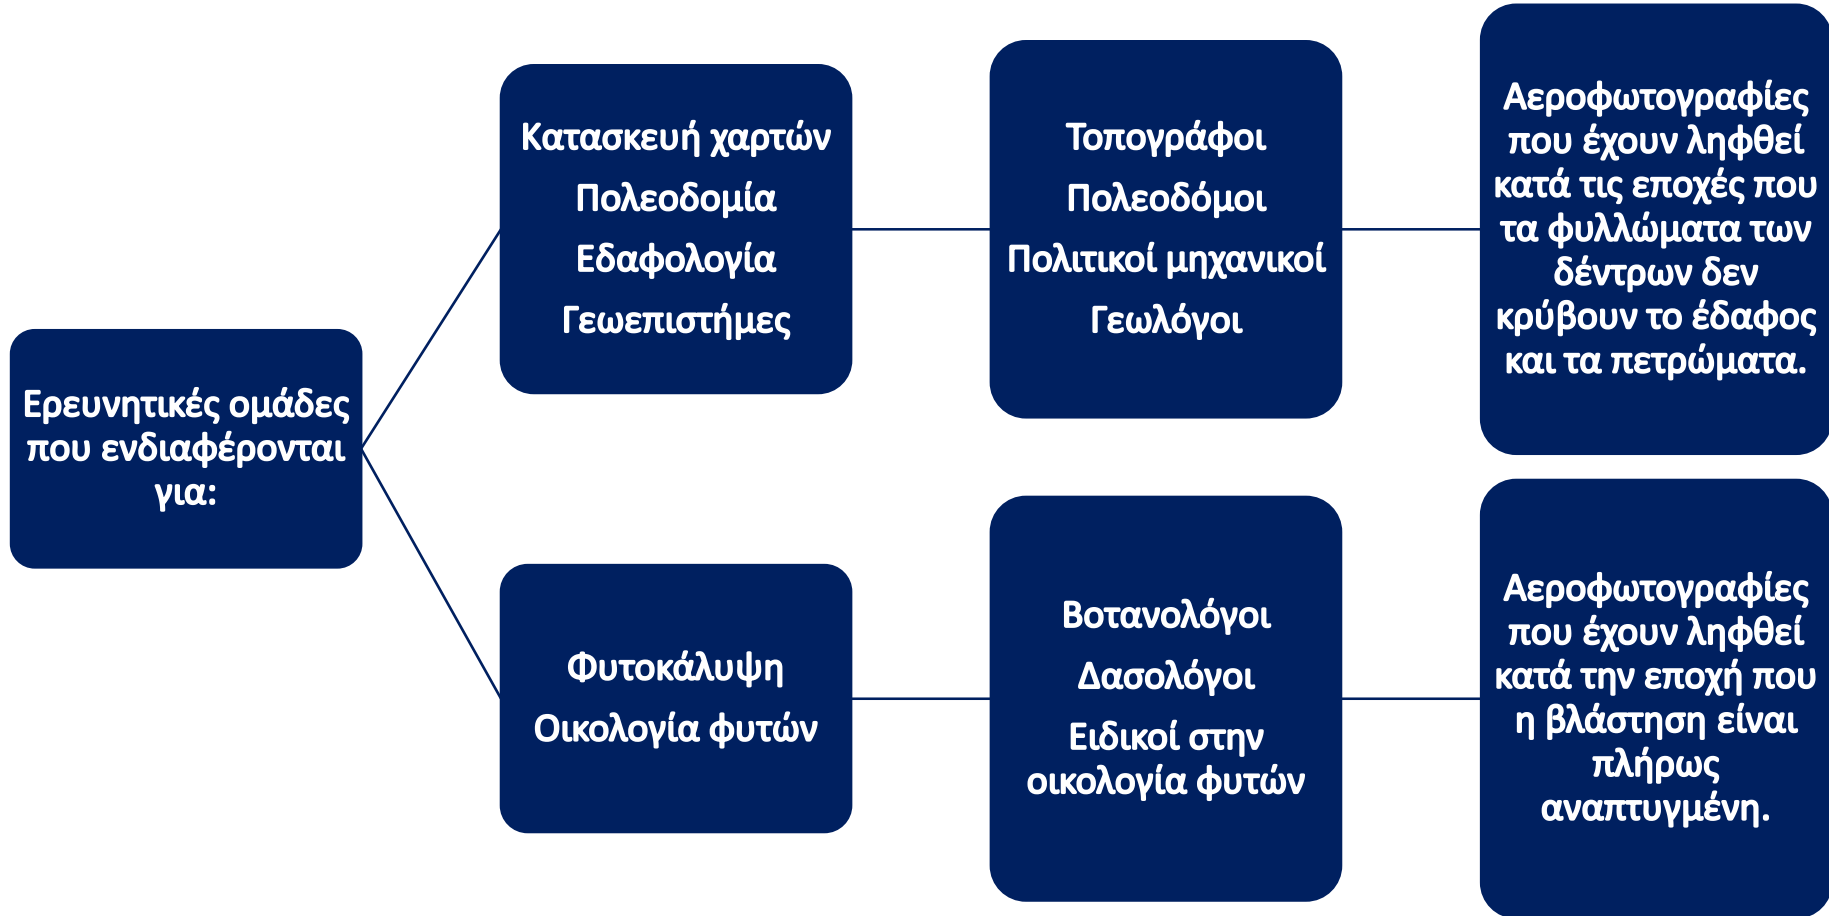 Ερευνητικές ομάδες
που ενδιαφέρονται
για:
Κατασκευή χαρτών
Πολεοδομία
Εδαφολογία
Γεωεπιστήμες
Τοπογράφοι
Πολεοδόμοι
Πολιτικοί μηχανικοί
Γεωλόγοι
Αεροφωτογραφίες
που έχουν ληφθεί
κατά τις εποχές που
τα φυλλώματα των
δέντρων δεν
κρύβουν το έδαφος
και τα πετρώματα.
Φυτοκάλυψη
Οικολογία φυτών
Βοτανολόγοι
Δασολόγοι
Ειδικοί στην
οικολογία φυτών
Αεροφωτογραφίες
που έχουν ληφθεί
κατά την εποχή που
η βλάστηση είναι
πλήρως
αναπτυγμένη.